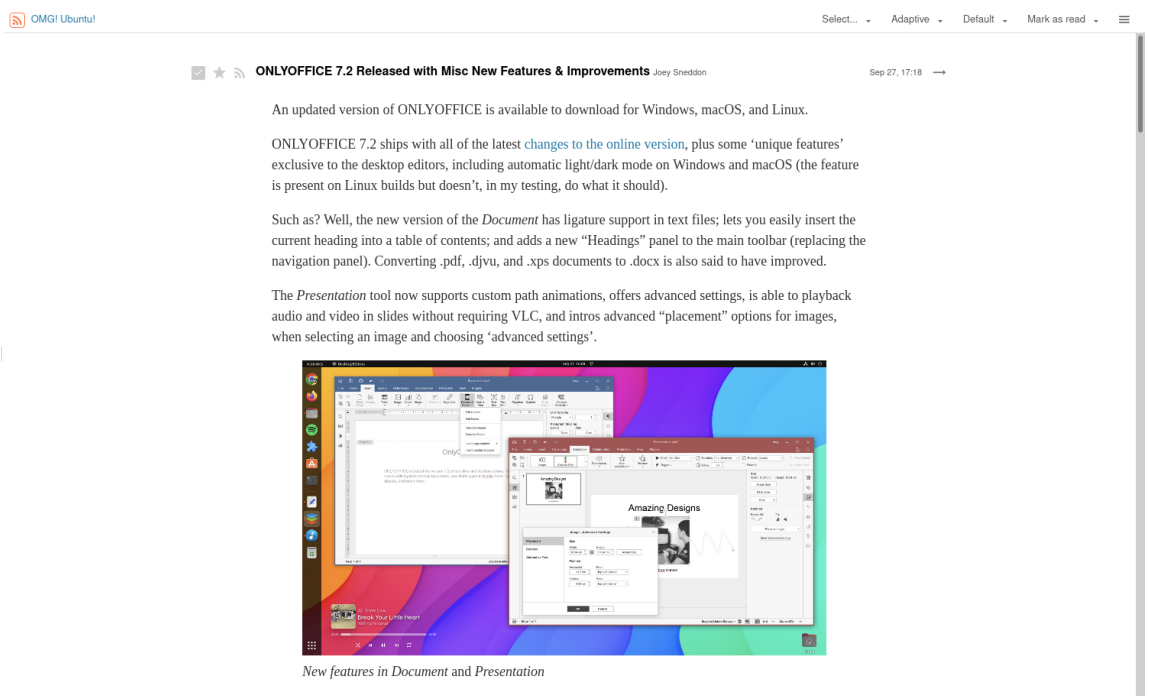 OMG! Ubuntu!
Select...
Adaptive
Default
Mark as read
ONLYOFFICE 7.2 Released with Misc New Features & Improvements Joey Sneddon
Sep 27, 17:18
An updated version of ONLYOFFICE is available to download for Windows, macOS, and Linux.
ONLYOFFICE 7.2 ships with all of the latest changes to the online version, plus some ‘unique features’
exclusive to the desktop editors, including automatic light/dark mode on Windows and macOS (the feature
is present on Linux builds but doesn’t, in my testing, do what it should).
Such as? Well, the new version of the Document has ligature support in text files; lets you easily insert the
current heading into a table of contents; and adds a new “Headings” panel to the main toolbar (replacing the
navigation panel). Converting .pdf, .djvu, and .xps documents to .docx is also said to have improved.
The Presentation tool now supports custom path animations, offers advanced settings, is able to playback
audio and video in slides without requiring VLC, and intros advanced “placement” options for images,
when selecting an image and choosing ‘advanced settings’.
Amazing Designs
Amazing Designs
Image - Advanced Settings
Break Your Little Heart
New features in Document and Presentation